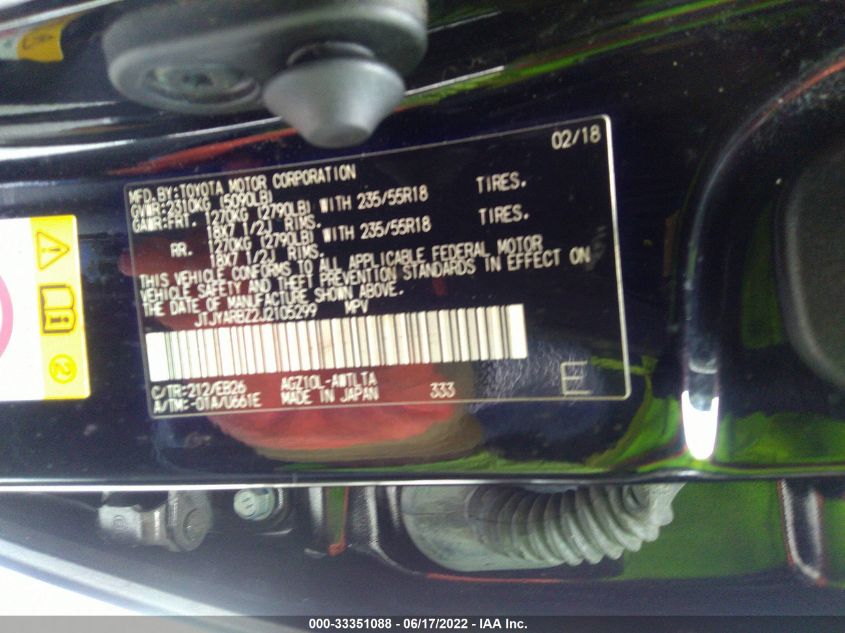 02/18
MFD.BY:TOYOTA MOTOR CORPORATION
GVWR:2310KG (5090LB)
GAWR:FRT. 1270KG (2790LB) WITH 235/55R18 TIRES.
18X7 1/2J RIMS.
RR. 1270KG (2790LB) WITH 235/55R18 TIRES.
18X7 1/2J RIMS.
THIS VEHICLE CONFORMS TO ALL APPLICABLE FEDERAL MOTOR
VEHICLE SAFETY AND THEFT PREVENTION STANDARDS IN EFFECT ON
THE DATE OF MANUFACTURE SHOWN ABOVE.
JTJYARBZ2J2105299 MPV
C/TR:212/EB26 AGZ10L-AWTLTA
A/TM:-01A/U661E MADE IN JAPAN 333
E
2
000-33351088 - 06/17/2022 - IAA Inc.